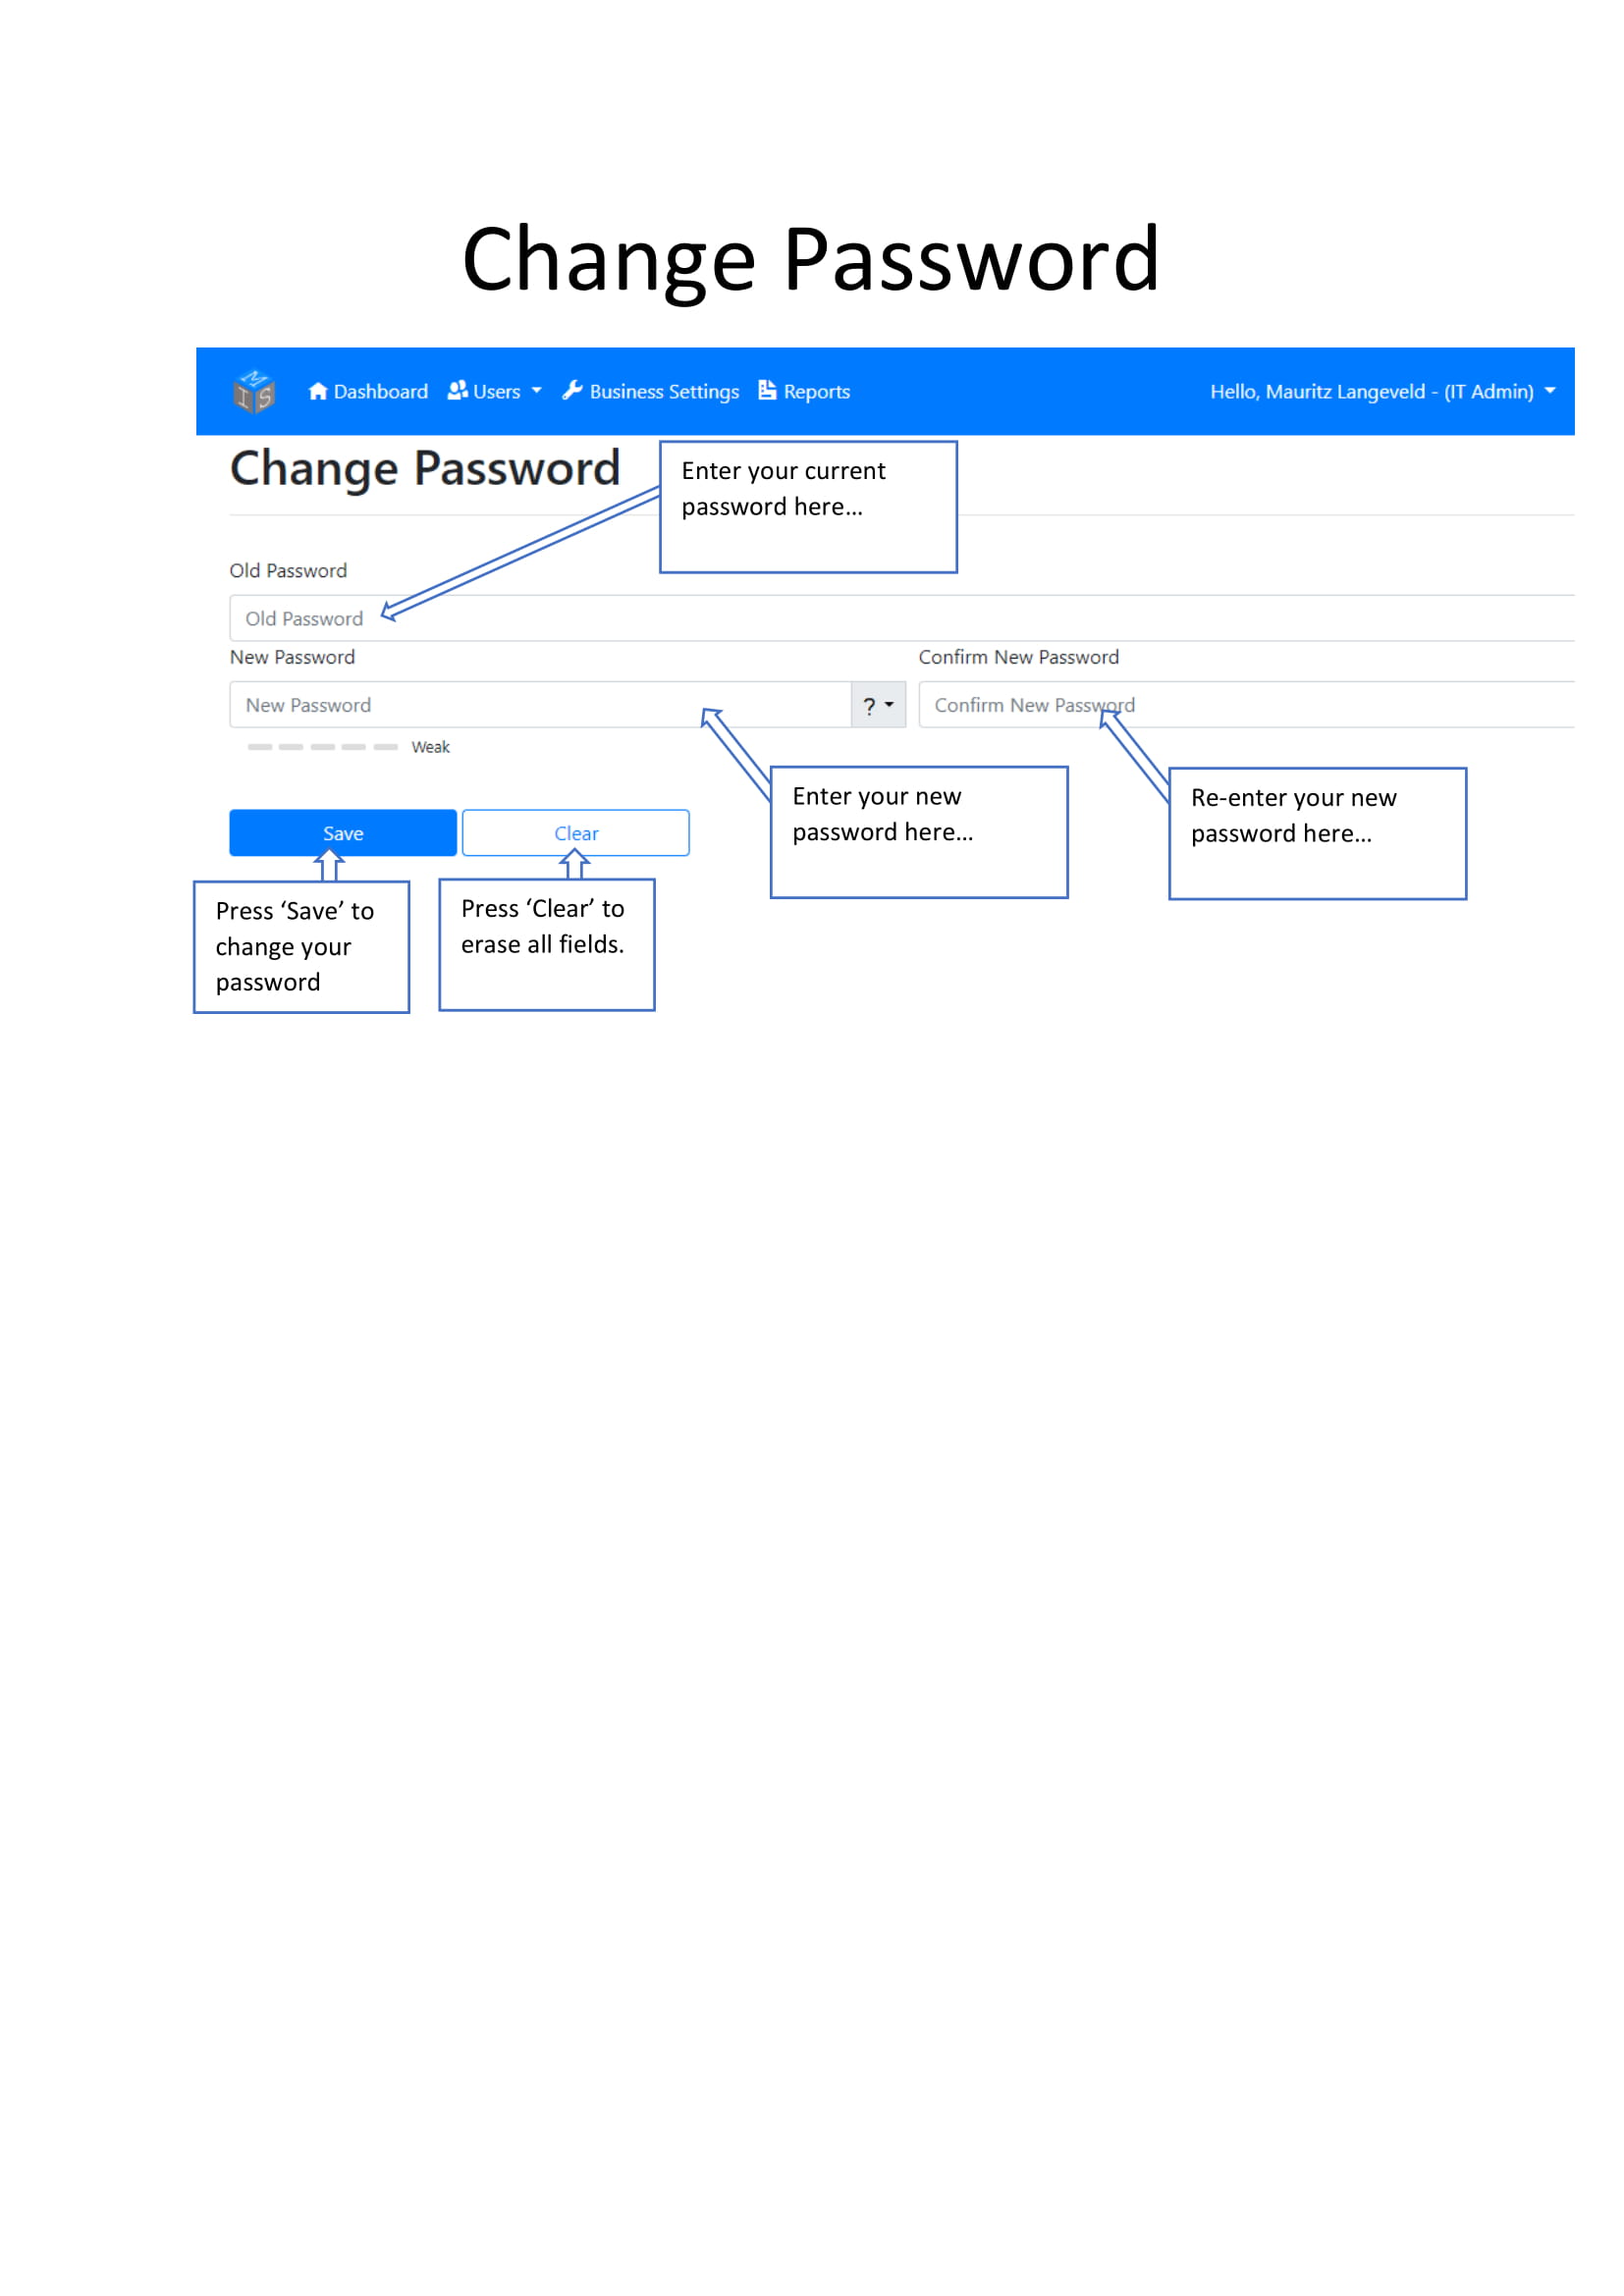 Change Password
MIS
Dashboard Users Business Settings Reports Hello, Mauritz Langeveld - (IT Admin)
Change Password
Enter your current
password here...
Old Password
Old Password
New Password Confirm New Password
New Password ? Confirm New Password
Weak
Enter your new
password here...
Re-enter your new
password here...
Save Clear
Press ‘Save’ to
change your
password
Press ‘Clear’ to
erase all fields.